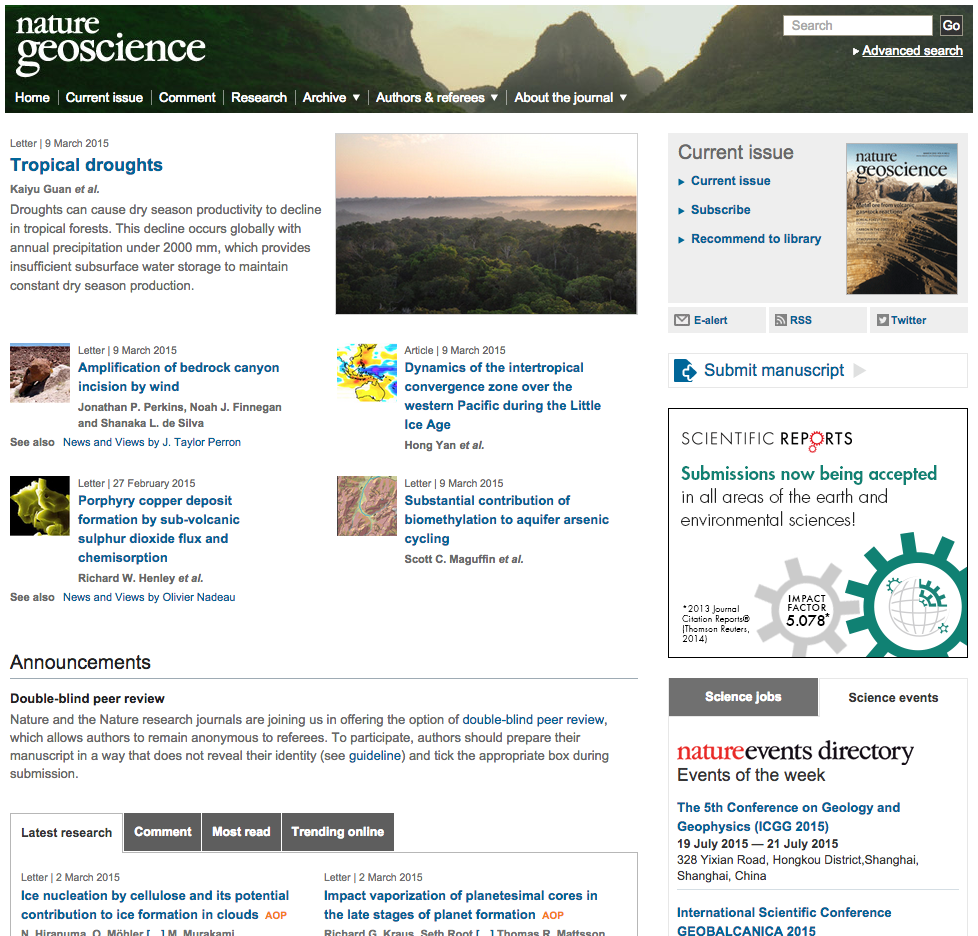 nature
geoscience
Search
Go
Advanced search
Home
Current issue
Comment
Research
Archive
Authors & referees
About the journal
Letter | 9 March 2015
Tropical droughts
Kaiyu Guan et al.
Droughts can cause dry season productivity to decline
in tropical forests. This decline occurs globally with
annual precipitation under 2000 mm, which provides
insufficient subsurface water storage to maintain
constant dry season production.
Letter | 9 March 2015
Amplification of bedrock canyon
incision by wind
Jonathan P. Perkins, Noah J. Finnegan
and Shanaka L. de Silva
See also News and Views by J. Taylor Perron
Article | 9 March 2015
Dynamics of the intertropical
convergence zone over the
western Pacific during the Little
Ice Age
Hong Yan et al.
Letter | 27 February 2015
Porphyry copper deposit
formation by sub-volcanic
sulphur dioxide flux and
chemisorption
Richard W. Henley et al.
See also News and Views by Olivier Nadeau
Letter | 9 March 2015
Substantial contribution of
biomethylation to aquifer arsenic
cycling
Scott C. Maguffin et al.
Announcements
Double-blind peer review
Nature and the Nature research journals are joining us in offering the option of double-blind peer review,
which allows authors to remain anonymous to referees. To participate, authors should prepare their
manuscript in a way that does not reveal their identity (see guideline) and tick the appropriate box during
submission.
Latest research
Comment
Most read
Trending online
Letter | 2 March 2015
Ice nucleation by cellulose and its potential
contribution to ice formation in clouds AOP
N. Hiranuma, O. Möhler [...] M. Murakami
Letter | 2 March 2015
Impact vaporization of planetesimal cores in
the late stages of planet formation AOP
Richard G. Kraus, Seth Root [...] Thomas R. Mattsson
Current issue
Current issue
Subscribe
Recommend to library
nature
geoscience
E-alert
RSS
Twitter
Submit manuscript
SCIENTIFIC REPORTS
Submissions now being accepted
in all areas of the earth and
environmental sciences!
IMPACT
FACTOR
5.078*
*2013 Journal
Citation Reports®
(Thomson Reuters,
2014)
Science jobs
Science events
natureevents directory
Events of the week
The 5th Conference on Geology and
Geophysics (ICGG 2015)
19 July 2015 — 21 July 2015
328 Yixian Road, Hongkou District,Shanghai,
Shanghai, China
International Scientific Conference
GEOBALCANICA 2015